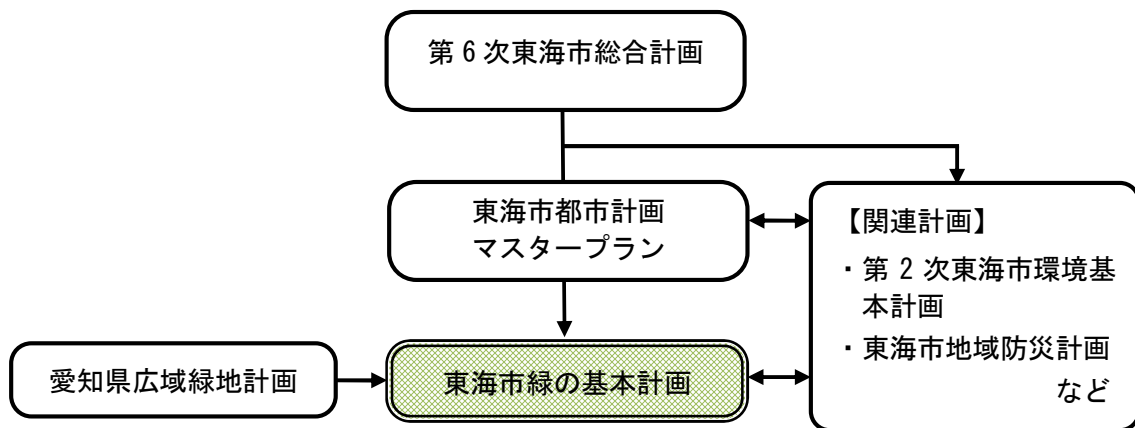 第6次東海市総合計画
東海市都市計画
マスタープラン
【関連計画】
・第2次東海市環境基
本計画
・東海市地域防災計画
など
愛知県広域緑地計画
東海市緑の基本計画